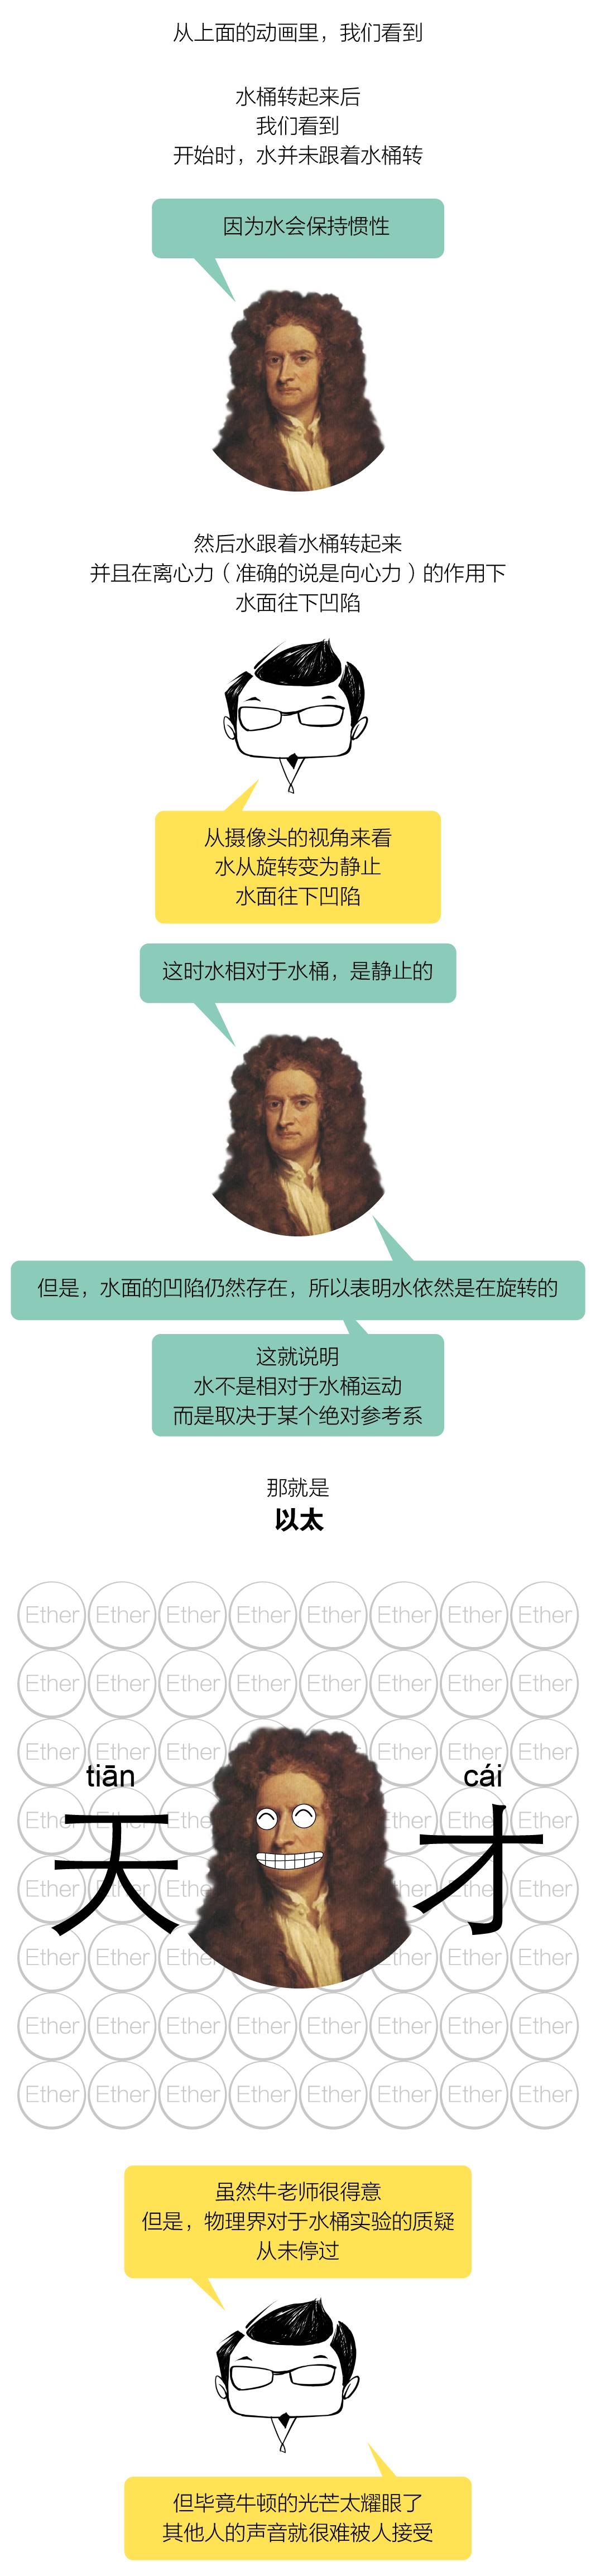 从上面的动画里，我们看到
水桶转起来后
我们看到
开始时，水并未跟着水桶转
因为水会保持惯性
然后水跟着水桶转起来
并且在离心力（准确的说是向心力）的作用下
水面往下凹陷
从摄像头的视角来看
水从旋转变为静止
水面往下凹陷
这时水相对于水桶，是静止的
但是，水面的凹陷仍然存在，所以表明水依然是在旋转的
这就说明
水不是相对于水桶运动
而是取决于某个绝对参考系
那就是
以太
Ether Ether Ether Ether Ether Ether Ether Ether
Ether Ether Ether Ether Ether Ether Ether Ether
Ether Ether Ether Ether Ether Ether
tiān cái
天 才
Ether Ether Ether Ether Ether Ether Ether Ether
Ether Ether Ether Ether Ether Ether Ether Ether
虽然牛老师很得意
但是，物理界对于水桶实验的质疑
从未停过
但毕竟牛顿的光芒太耀眼了
其他人的声音就很难被人接受